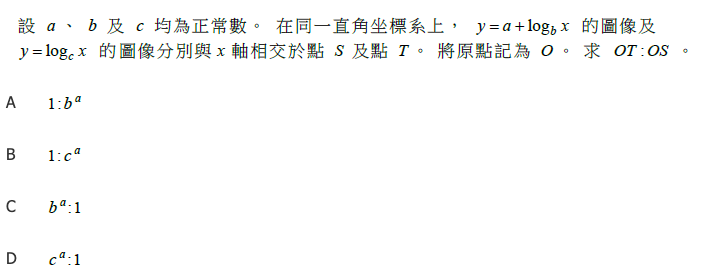 設 a 、 b 及 c 均為正常數。 在同一直角坐標系上， y=a+log_b x 的圖像及
y=log_c x 的圖像分別與 x 軸相交於點 S 及點 T 。 將原點記為 O 。 求 OT:OS 。
A 1:b^a
B 1:c^a
C b^a:1
D c^a:1